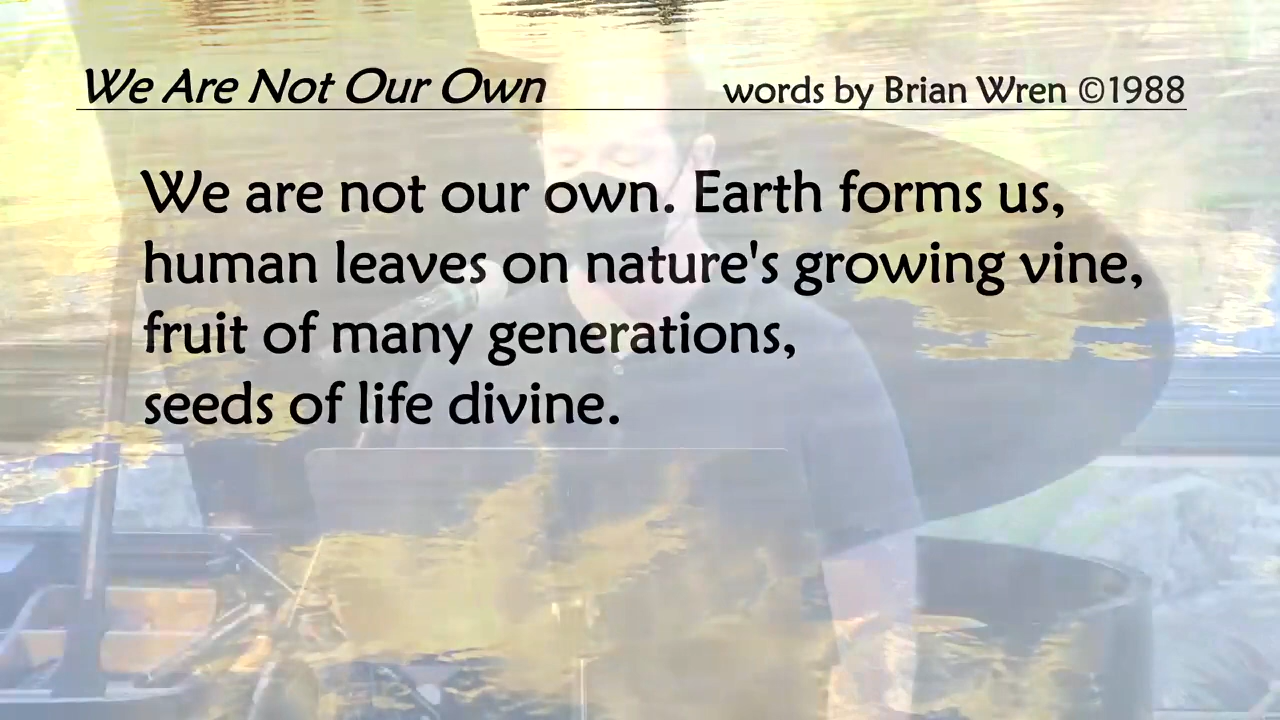 We Are Not Our Own words by Brian Wren ©1988
We are not our own. Earth forms us,
human leaves on nature's growing vine,
fruit of many generations,
seeds of life divine.